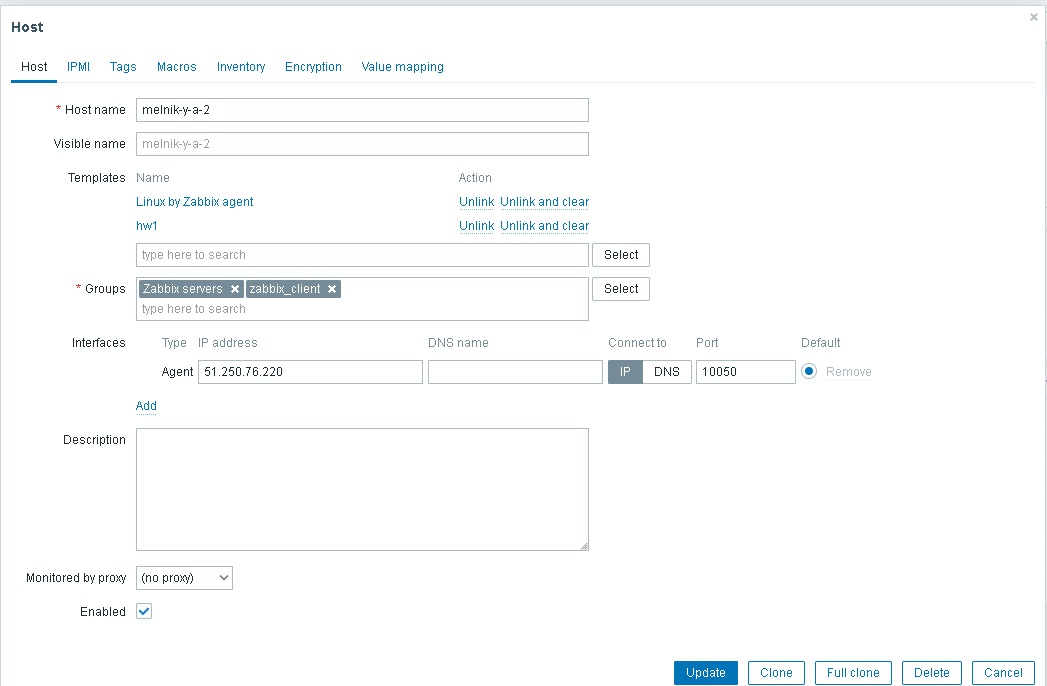 Host
Host IPMI Tags Macros Inventory Encryption Value mapping
* Host name melnik-y-a-2
Visible name melnik-y-a-2
Templates Name Action
Linux by Zabbix agent Unlink Unlink and clear
hw1 Unlink Unlink and clear
type here to search Select
* Groups Zabbix servers zabbix_client Select
type here to search
Interfaces Type IP address DNS name Connect to Port Default
Agent 51.250.76.220 IP DNS 10050 Remove
Add
Description
Monitored by proxy (no proxy)
Enabled
Update Clone Full clone Delete Cancel